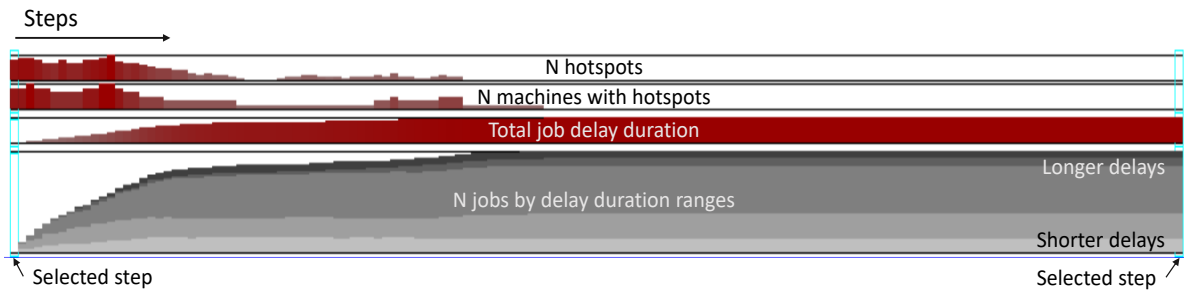 Steps
N hotspots
N machines with hotspots
Total job delay duration
Longer delays
N jobs by delay duration ranges
Shorter delays
Selected step
Selected step